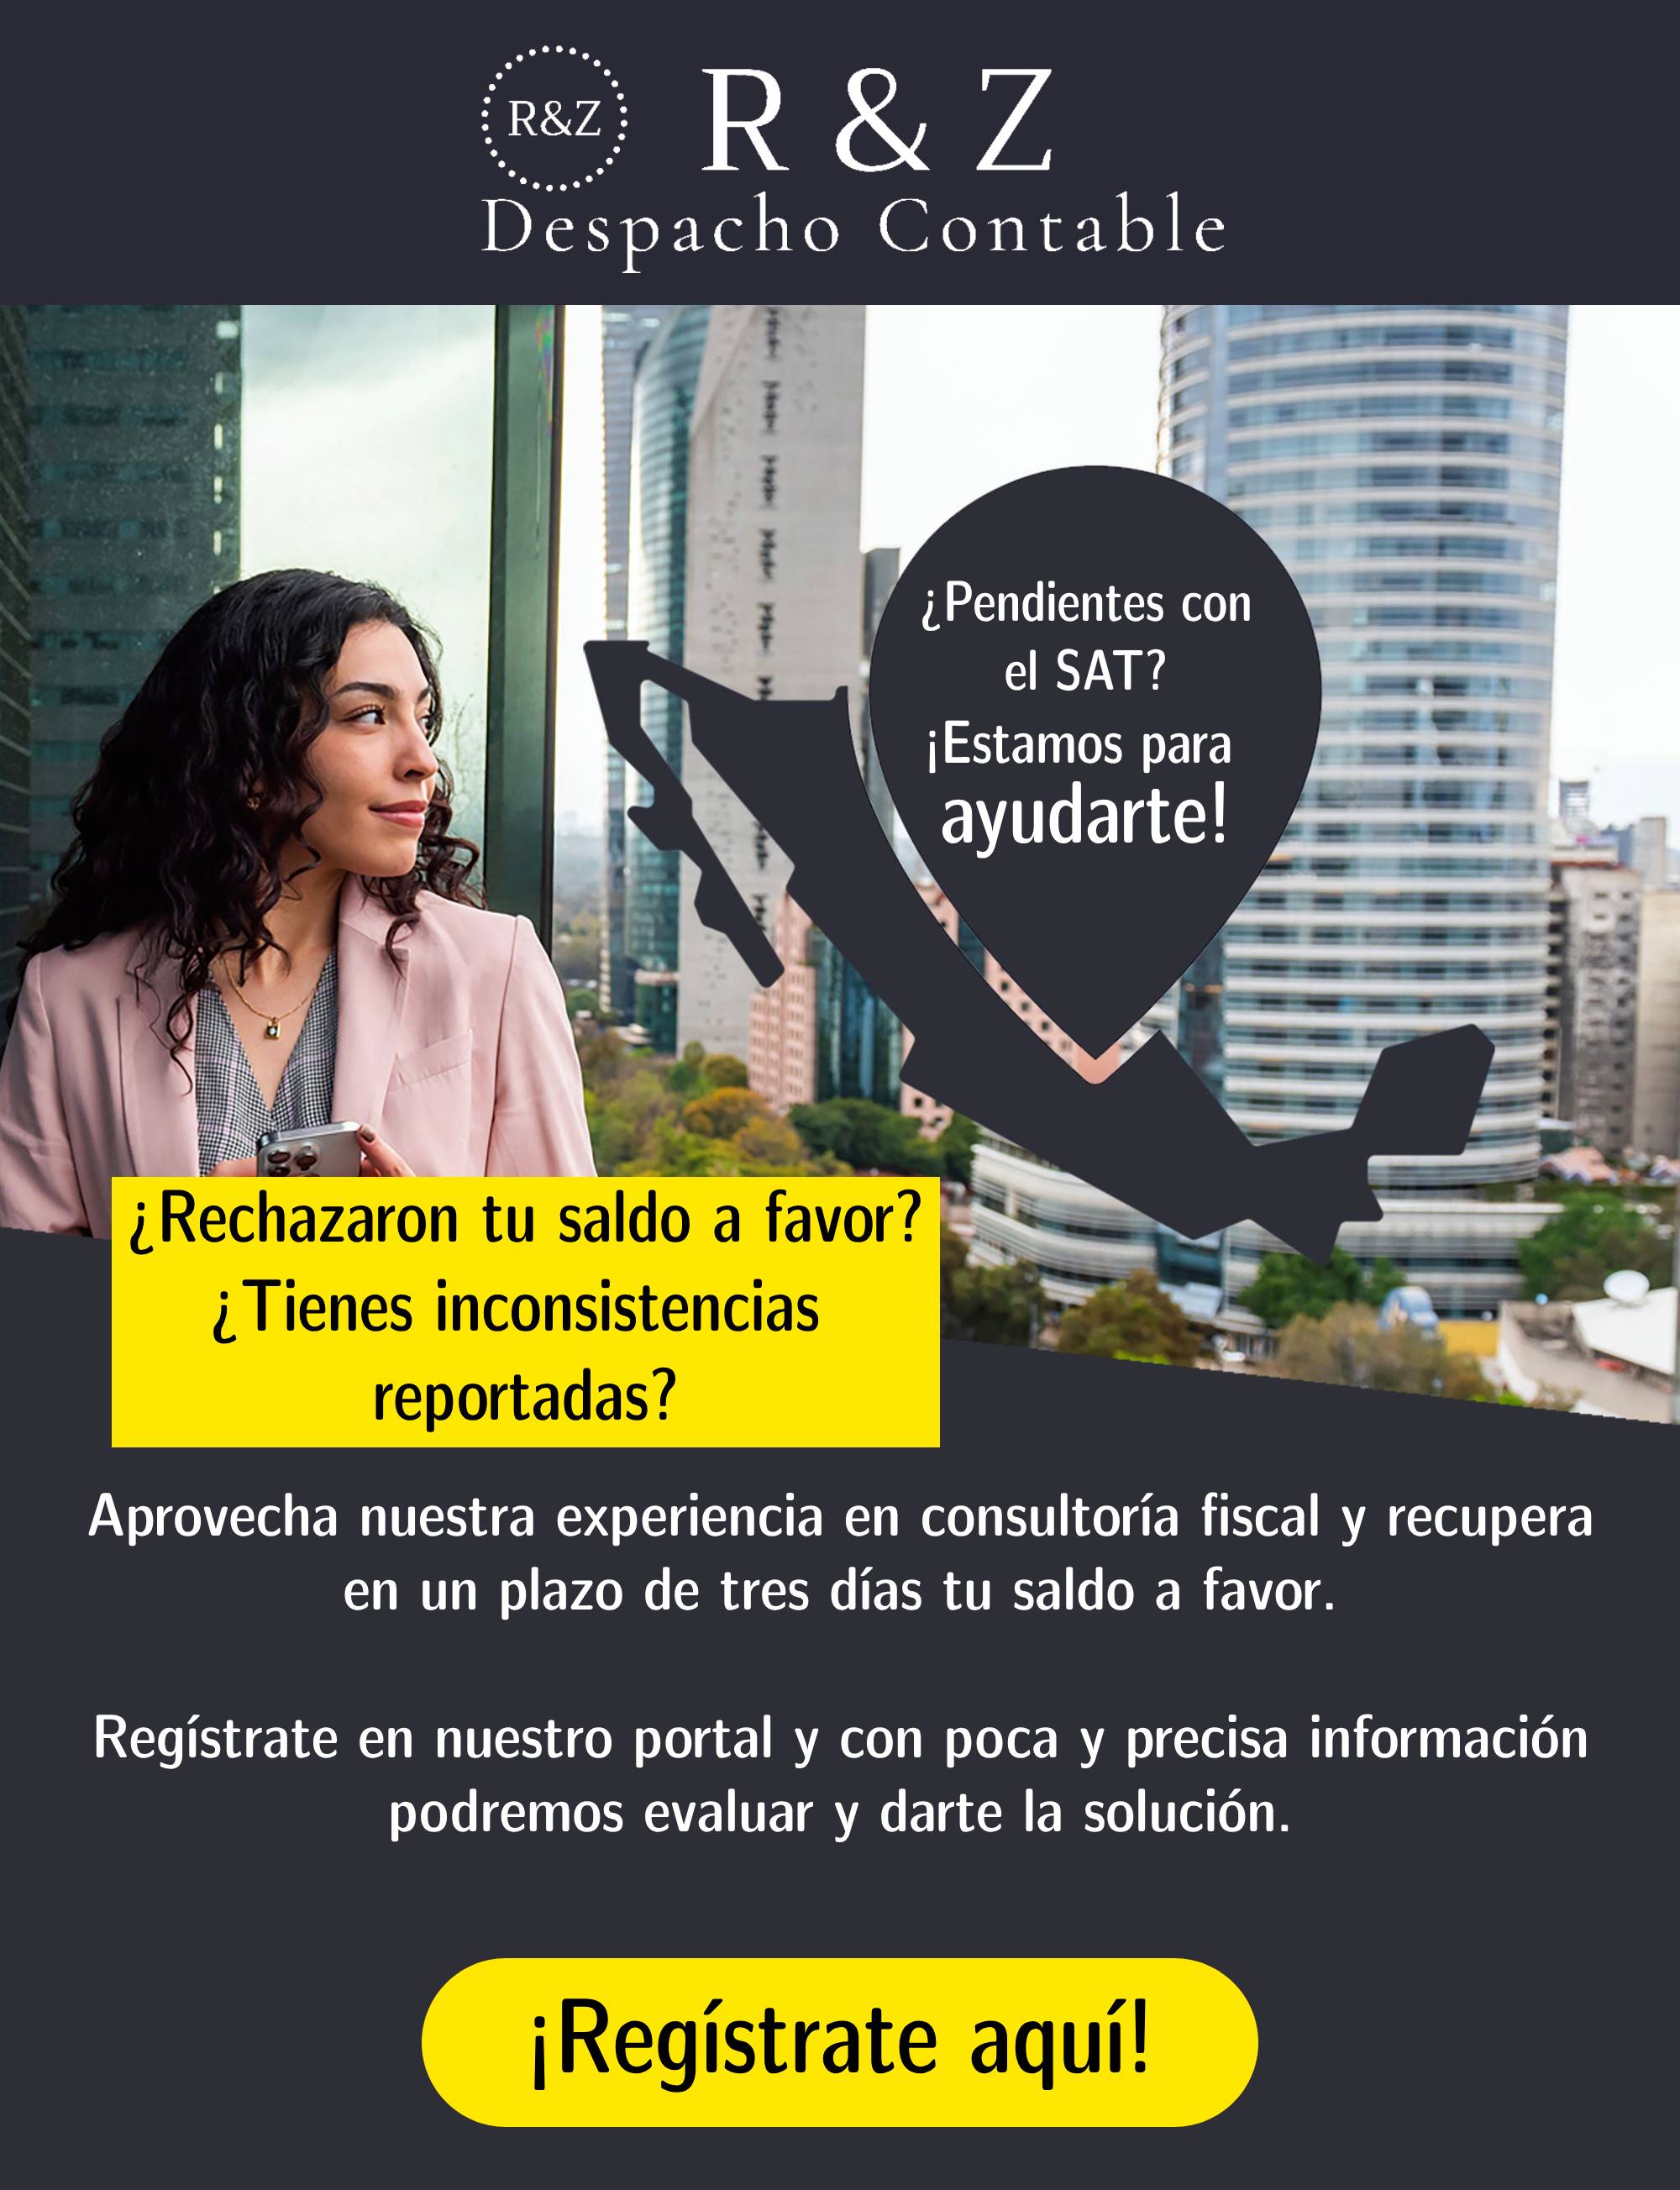 R&Z
R & Z
Despacho Contable
¿Pendientes con
el SAT?
¡Estamos para
ayudarte!
¿Rechazaron tu saldo a favor?
¿Tienes inconsistencias
reportadas?
Aprovecha nuestra experiencia en consultoría fiscal y recupera
en un plazo de tres días tu saldo a favor.
Regístrate en nuestro portal y con poca y precisa información
podremos evaluar y darte la solución.
¡Regístrate aquí!